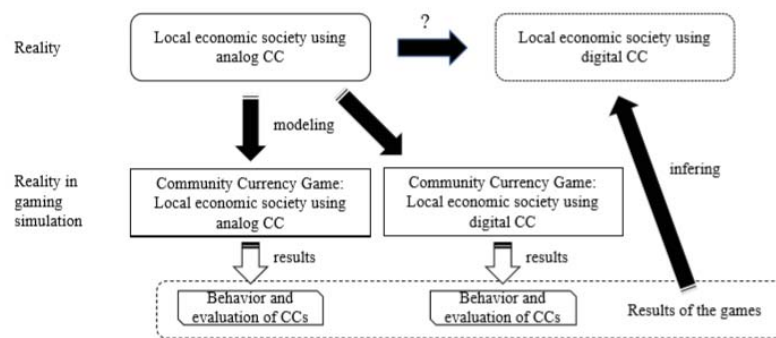 ?
Reality
Local economic society using
analog CC
Local economic society using
digital CC
modeling
Reality in
gaming
simulation
Community Currency Game:
Local economic society using
analog CC
Community Currency Game:
Local economic society using
digital CC
infering
results
results
Behavior and
evaluation of CCs
Behavior and
evaluation of CCs
Results of the games